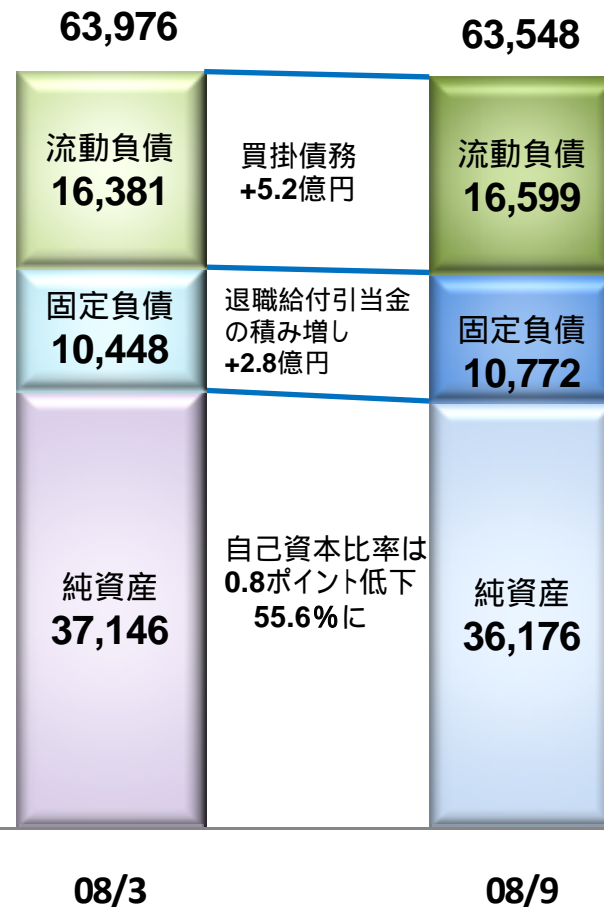 63,976
63,548
流動負債
16,381
買掛債務
+5.2億円
流動負債
16,599
固定負債
10,448
退職給付引当金
の積み増し
+2.8億円
固定負債
10,772
純資産
37,146
自己資本比率は
0.8ポイント低下
55.6%に
純資産
36,176
08/3
08/9